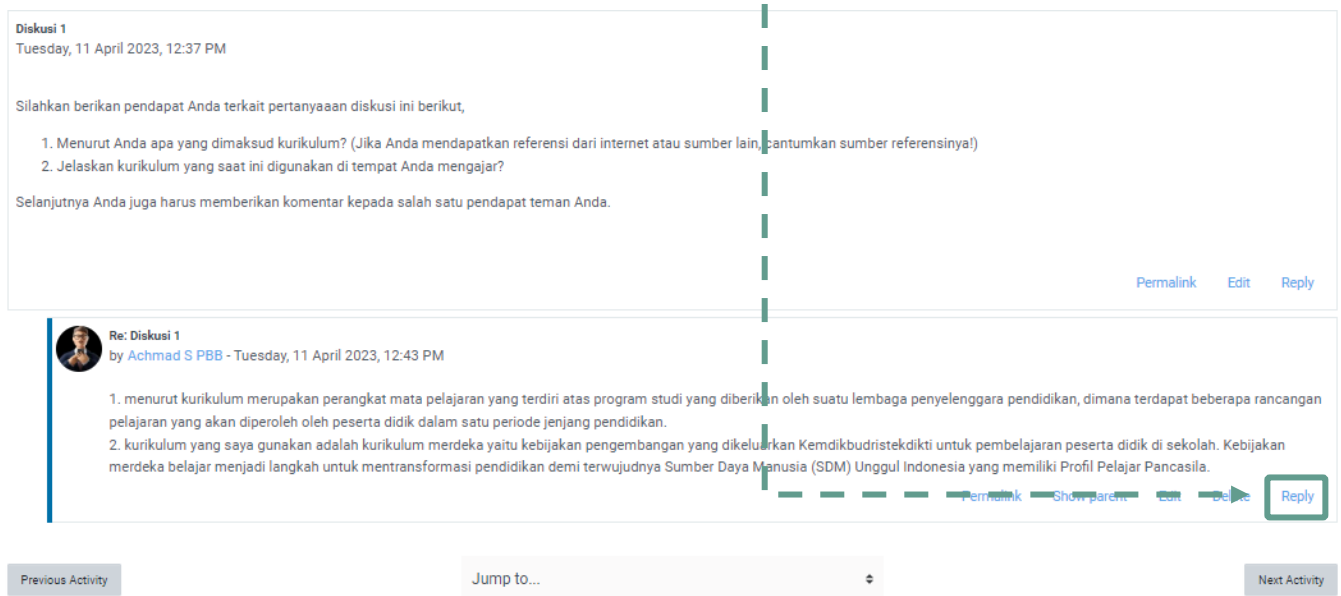 Diskusi 1
Tuesday, 11 April 2023, 12:37 PM
Silahkan berikan pendapat Anda terkait pertanyaaan diskusi ini berikut,
1. Menurut Anda apa yang dimaksud kurikulum? (Jika Anda mendapatkan referensi dari internet atau sumber lain, cantumkan sumber referensinya!)
2. Jelaskan kurikulum yang saat ini digunakan di tempat Anda mengajar?
Selanjutnya Anda juga harus memberikan komentar kepada salah satu pendapat teman Anda.
Permalink Edit Reply
Re: Diskusi 1
by Achmad S PBB - Tuesday, 11 April 2023, 12:43 PM
1. menurut kurikulum merupakan perangkat mata pelajaran yang terdiri atas program studi yang diberikan oleh suatu lembaga penyelenggara pendidikan, dimana terdapat beberapa rancangan
pelajaran yang akan diperoleh oleh peserta didik dalam satu periode jenjang pendidikan.
2. kurikulum yang saya gunakan adalah kurikulum merdeka yaitu kebijakan pengembangan yang dikeluarkan Kemdikbudristekdikti untuk pembelajaran peserta didik di sekolah. Kebijakan
merdeka belajar menjadi langkah untuk mentransformasi pendidikan demi terwujudnya Sumber Daya Manusia (SDM) Unggul Indonesia yang memiliki Profil Pelajar Pancasila.
Permalink Show parent Edit Delete Reply
Previous Activity Jump to... Next Activity